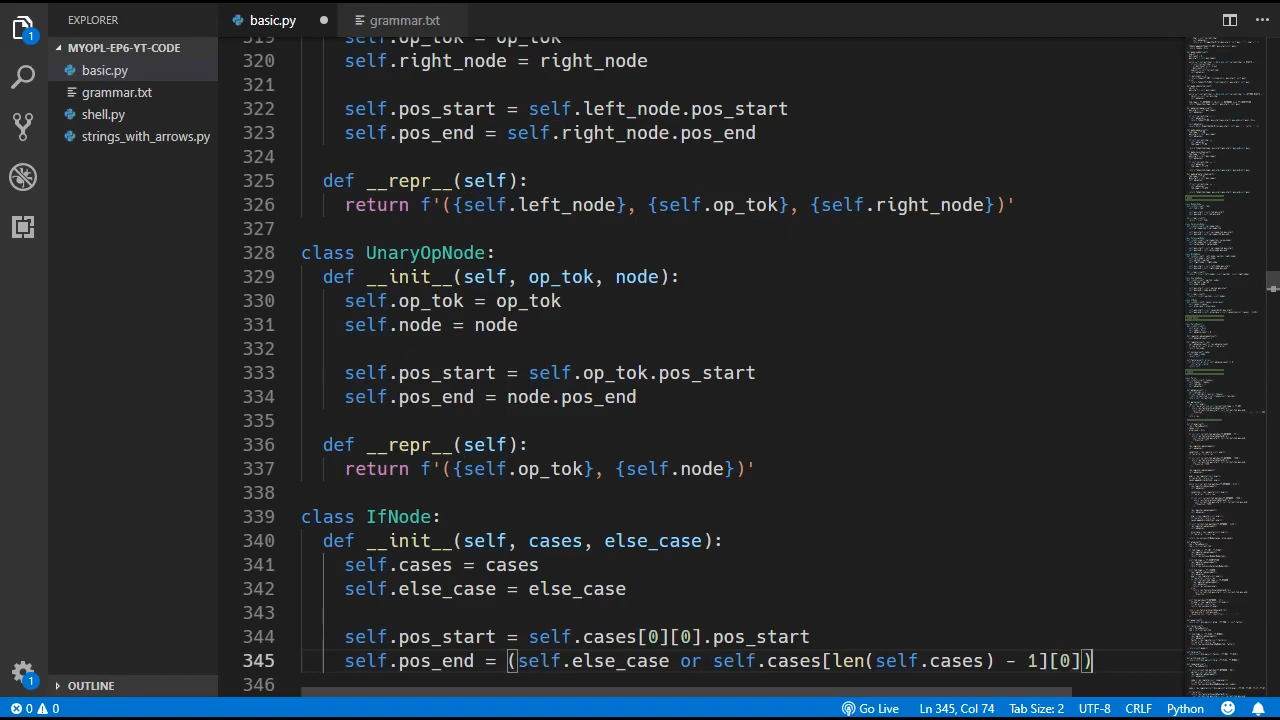 EXPLORER
basic.py
grammar.txt
1
MYOPL-EP6-YT-CODE
basic.py
grammar.txt
shell.py
strings_with_arrows.py
319 self.op_tok = op_tok
320 self.right_node = right_node
321
322 self.pos_start = self.left_node.pos_start
323 self.pos_end = self.right_node.pos_end
324
325 def __repr__(self):
326 return f'({self.left_node}, {self.op_tok}, {self.right_node})'
327
328 class UnaryOpNode:
329 def __init__(self, op_tok, node):
330 self.op_tok = op_tok
331 self.node = node
332
333 self.pos_start = self.op_tok.pos_start
334 self.pos_end = node.pos_end
335
336 def __repr__(self):
337 return f'({self.op_tok}, {self.node})'
338
339 class IfNode:
340 def __init__(self, cases, else_case):
341 self.cases = cases
342 self.else_case = else_case
343
344 self.pos_start = self.cases[0][0].pos_start
345 self.pos_end = (self.else_case or self.cases[len(self.cases) - 1][0])
346
1
OUTLINE
0 0 Go Live Ln 345, Col 74 Tab Size: 2 UTF-8 CRLF Python